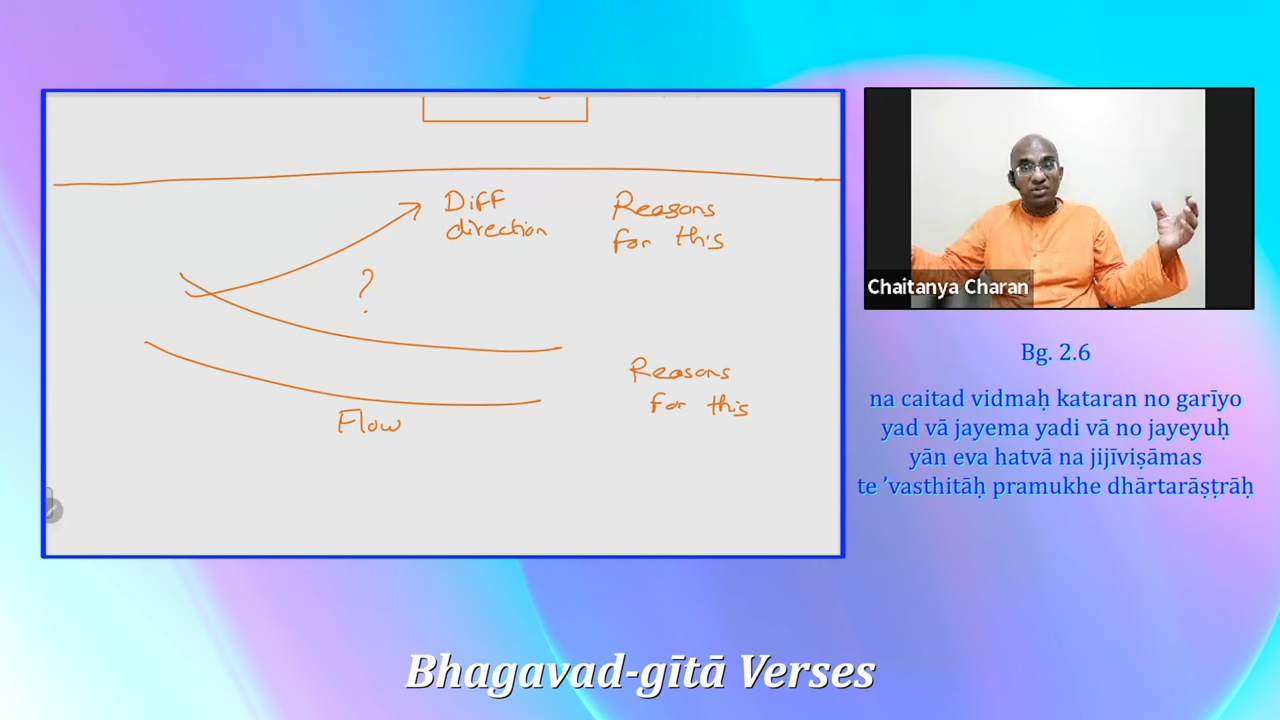 Diff
direction
Reasons
for this
?
Reasons
for this
Flow
Chaitanya Charan
Bg. 2.6
na caitad vidmaḥ kataran no garīyo
yad vā jayema yadi vā no jayeyuḥ
yān eva hatvā na jijīviṣāmas
te ’vasthitāḥ pramukhe dhārtarāṣṭrāḥ
Bhagavad-gītā Verses